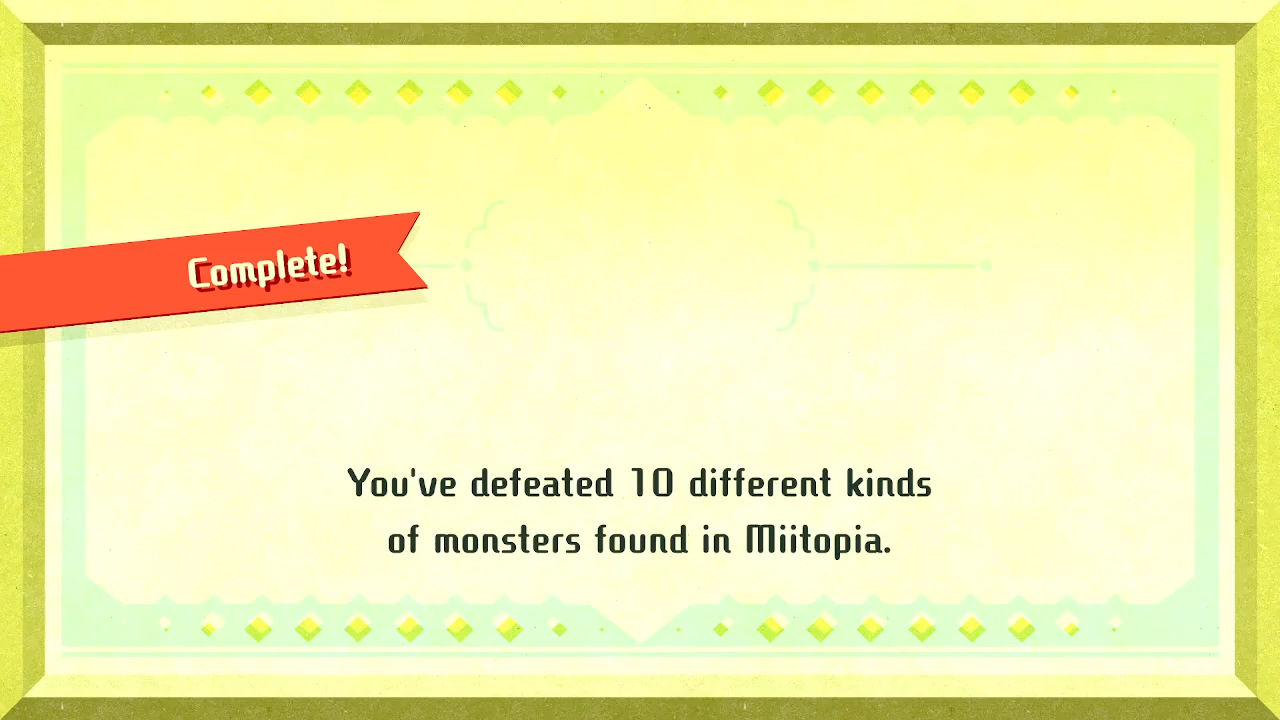 Complete!
You've defeated 10 different kinds
of monsters found in Miitopia.